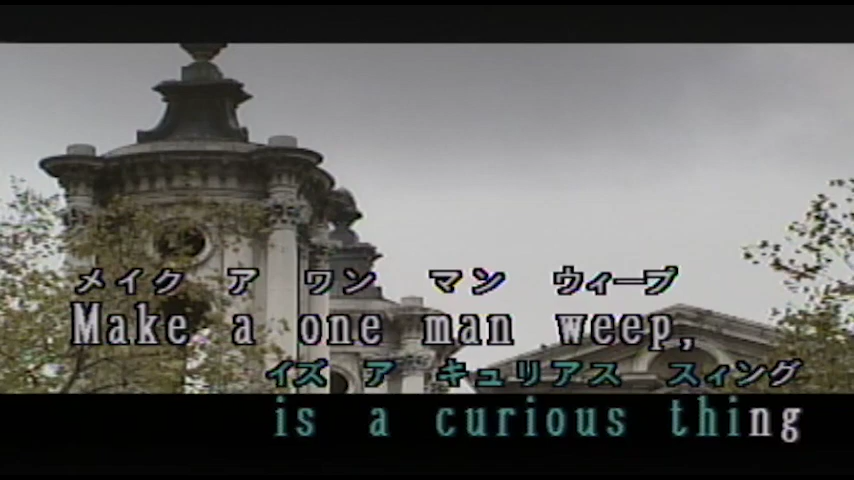 メイク ア ワン マン ウィープ
Make a one man weep,
イズ ア キュリアス スィング
is a curious thing